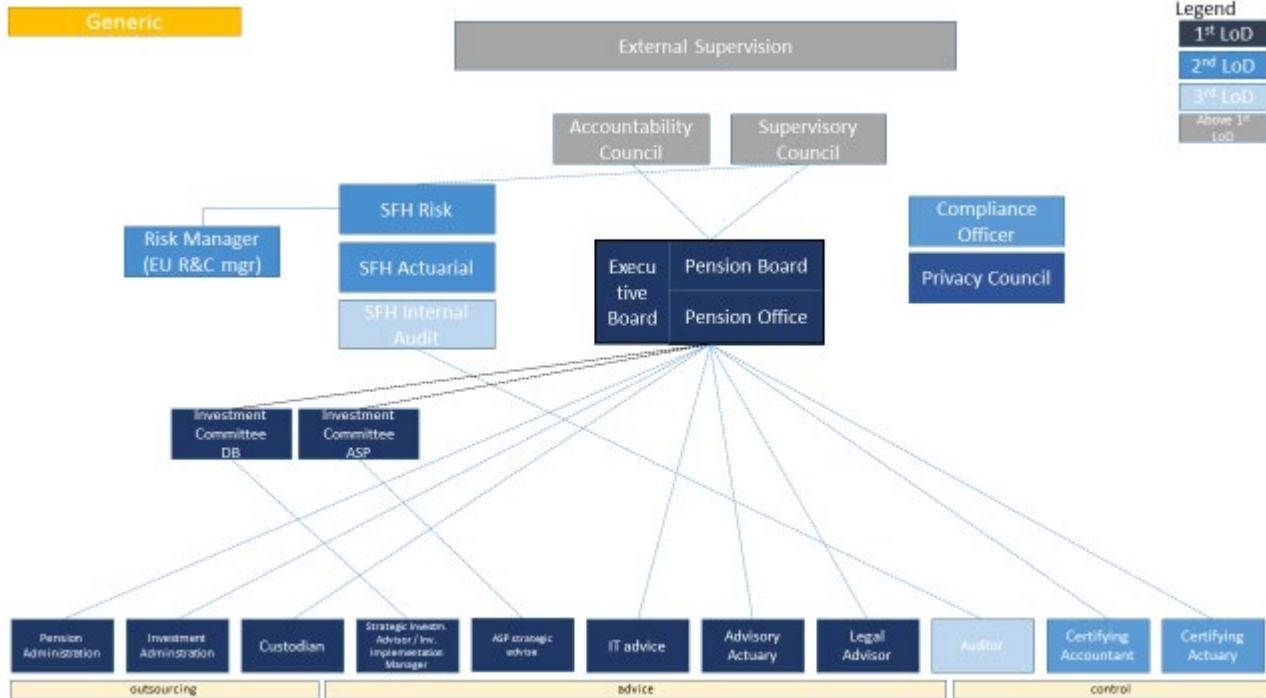 Generic
External Supervision
Legend
1st LoD
2nd LoD
3rd LoD
Above 1st
LoD
Accountability
Council
Supervisory
Council
SFH Risk
Risk Manager
(EU R&C mgr)
SFH Actuarial
SFH Internal
Audit
Execu
tive
Board
Pension Board
Pension Office
Compliance
Officer
Privacy Council
Investment
Committee
DB
Investment
Committee
ASP
Pension
Administration
Investment
Adminstration
Custodian
Strategic Investm.
Advisor / Inv.
Implementation
Manager
ASP strategic
advise
IT advice
Advisory
Actuary
Legal
Advisor
Auditor
Certifying
Accountant
Certifying
Actuary
outsourcing
advice
control